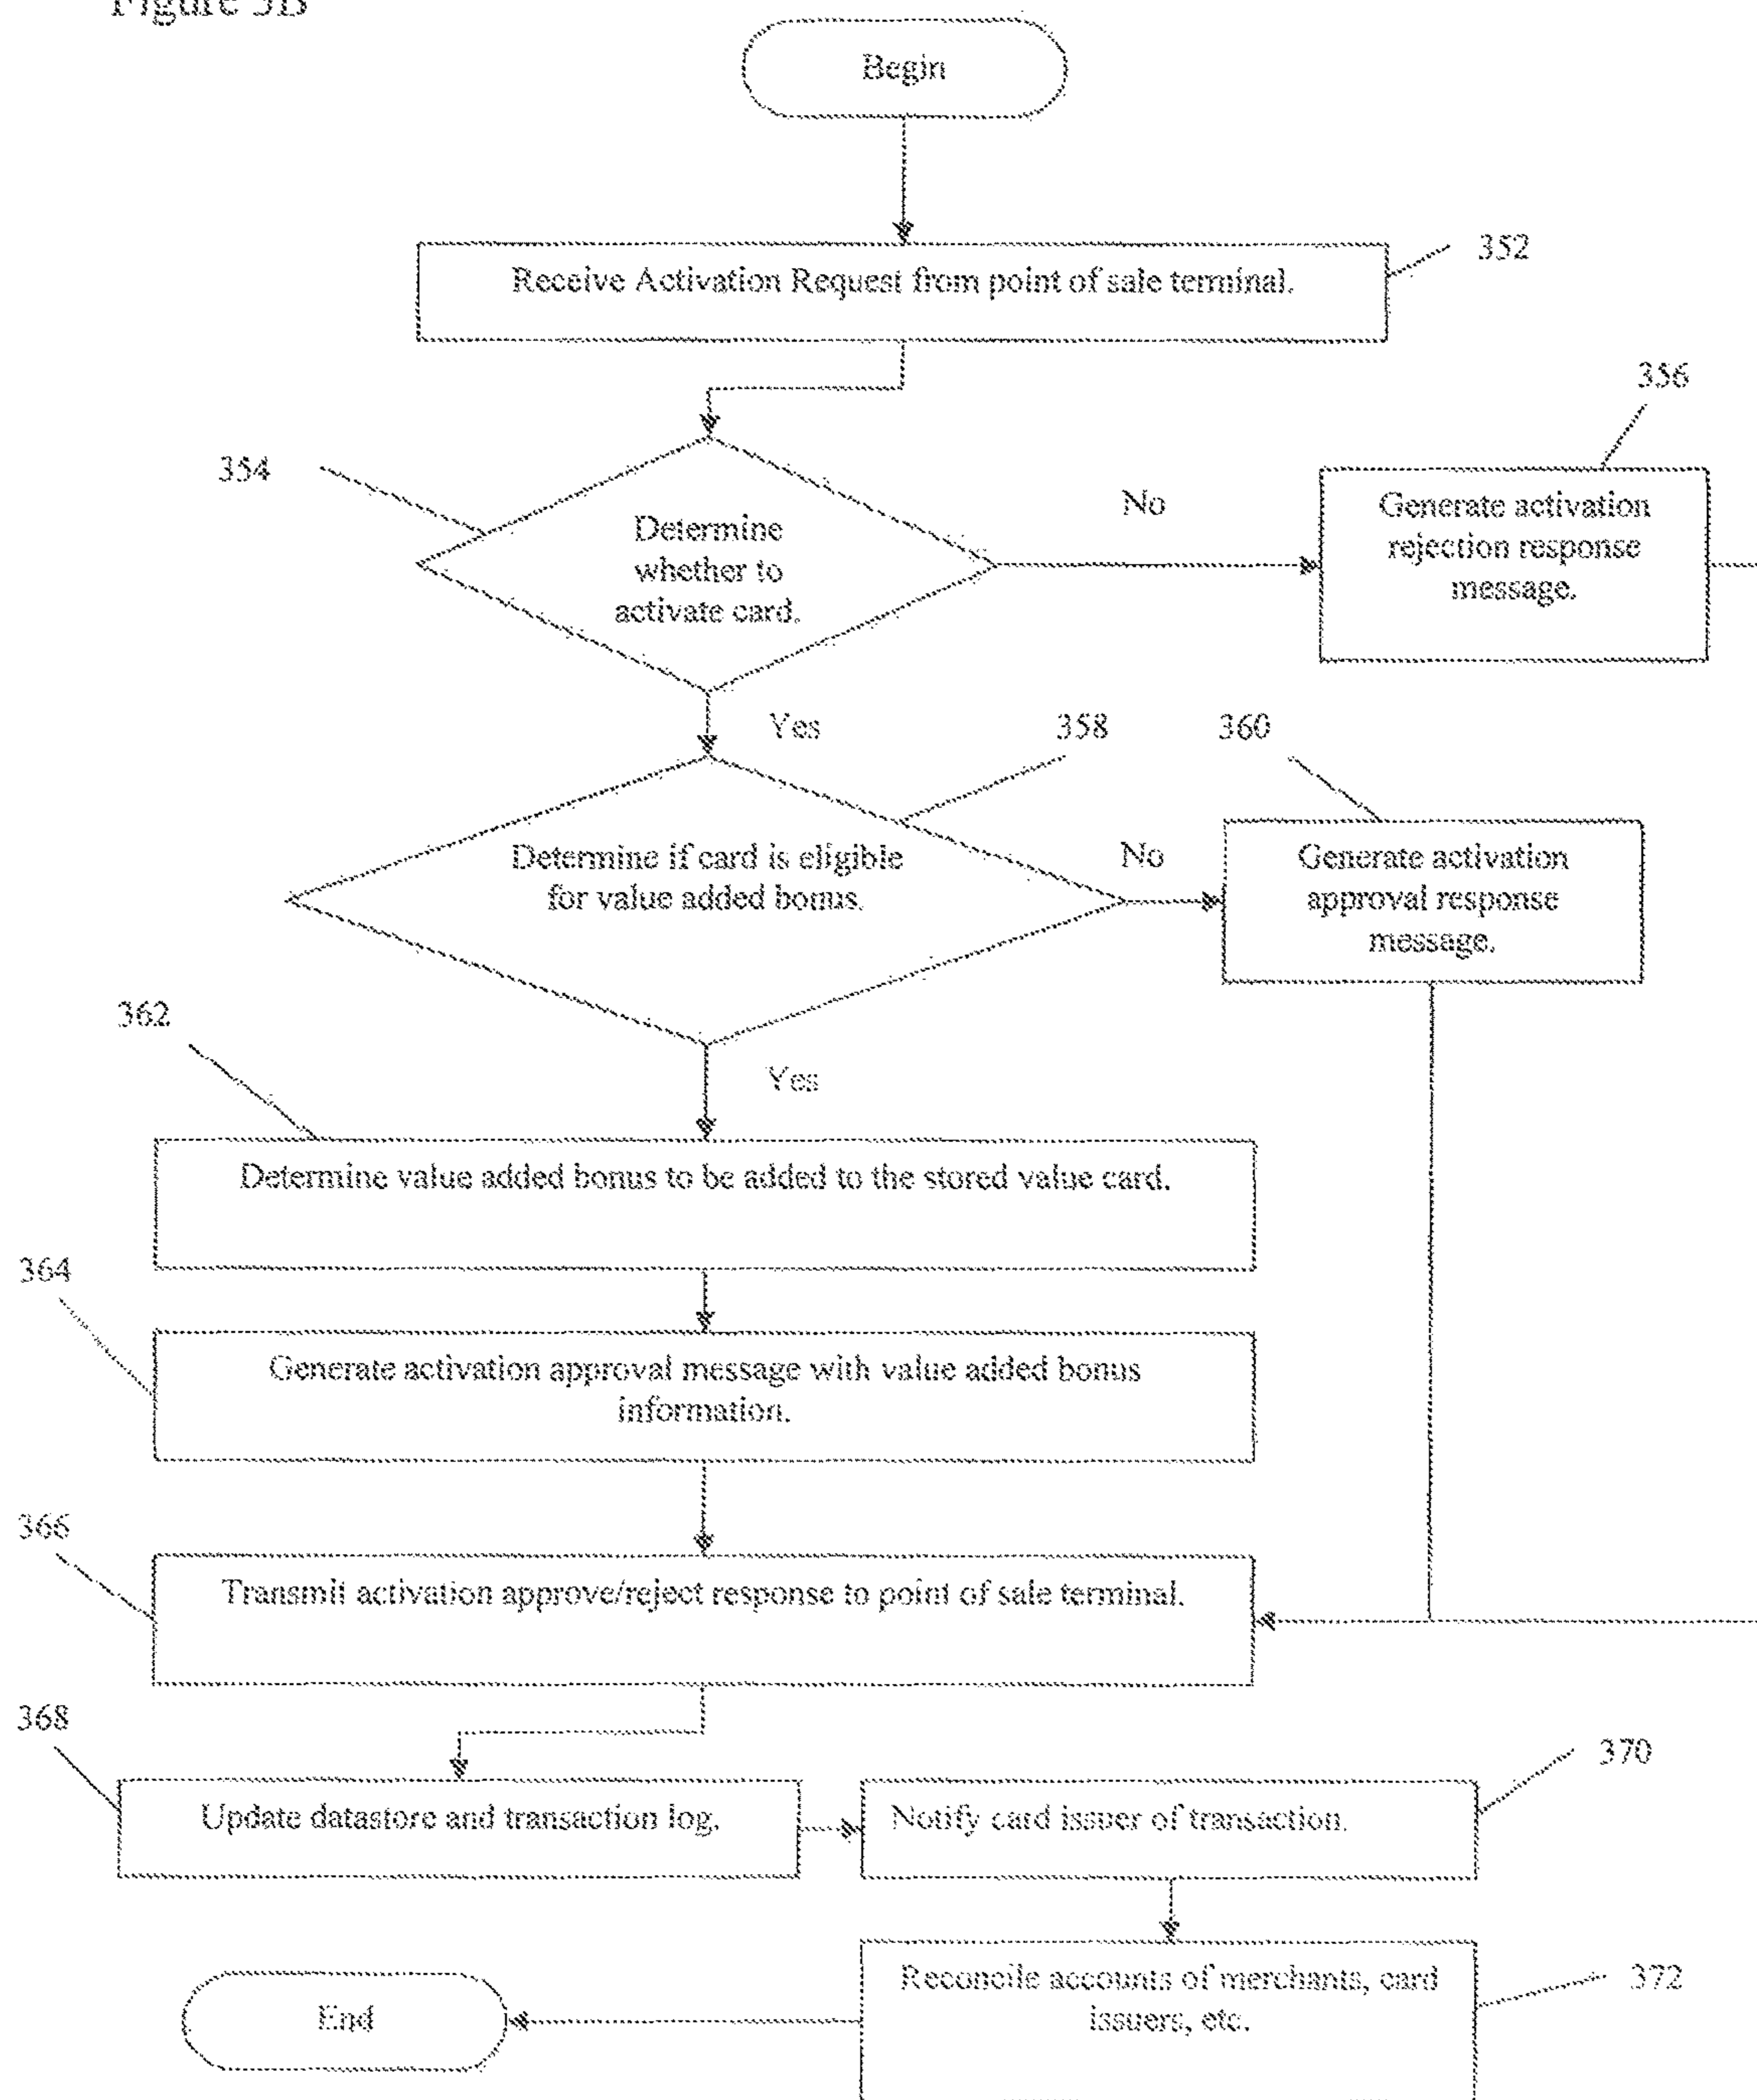 Begin
Receive Activation Request from point of sale terminal.
352
356
354
No
Generate activation
rejection response
message.
Determine
whether to
activate card.
Yes
358
360
Determine if card is eligible
for value added bonus.
No
Generate activation
approval response
message.
362
Yes
Determine value added bonus to be added to the stored value card.
364
Generate activation approval message with value added bonus
information.
366
Transmit activation approve/reject response to point of sale terminal.
368
370
Update datastore and transaction log.
Notify card issuer of transaction.
Reconcile accounts of merchants, card
issuers, etc.
372
End